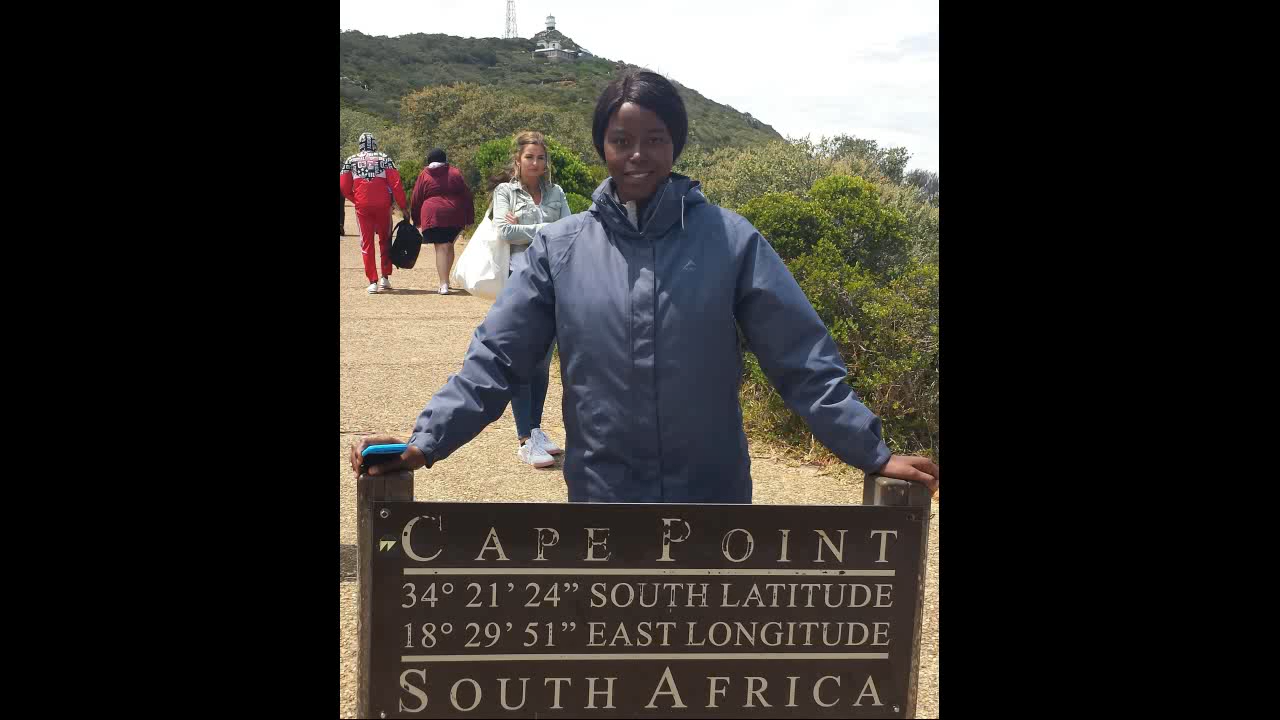 CAPE POINT
34° 21’ 24” SOUTH LATITUDE
18° 29’ 51” EAST LONGITUDE
SOUTH AFRICA